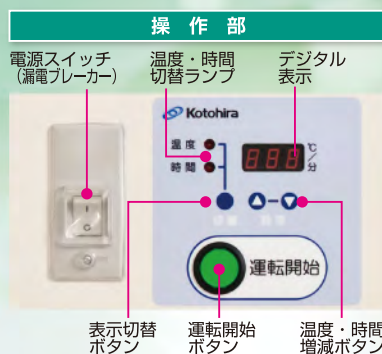 操作部
電源スイッチ
（漏電ブレーカー）
温度・時間
切替ランプ
デジタル
表示
Kotohira
温度
時間
888
℃/分
運転開始
表示切替
ボタン
運転開始
ボタン
温度・時間
増減ボタン